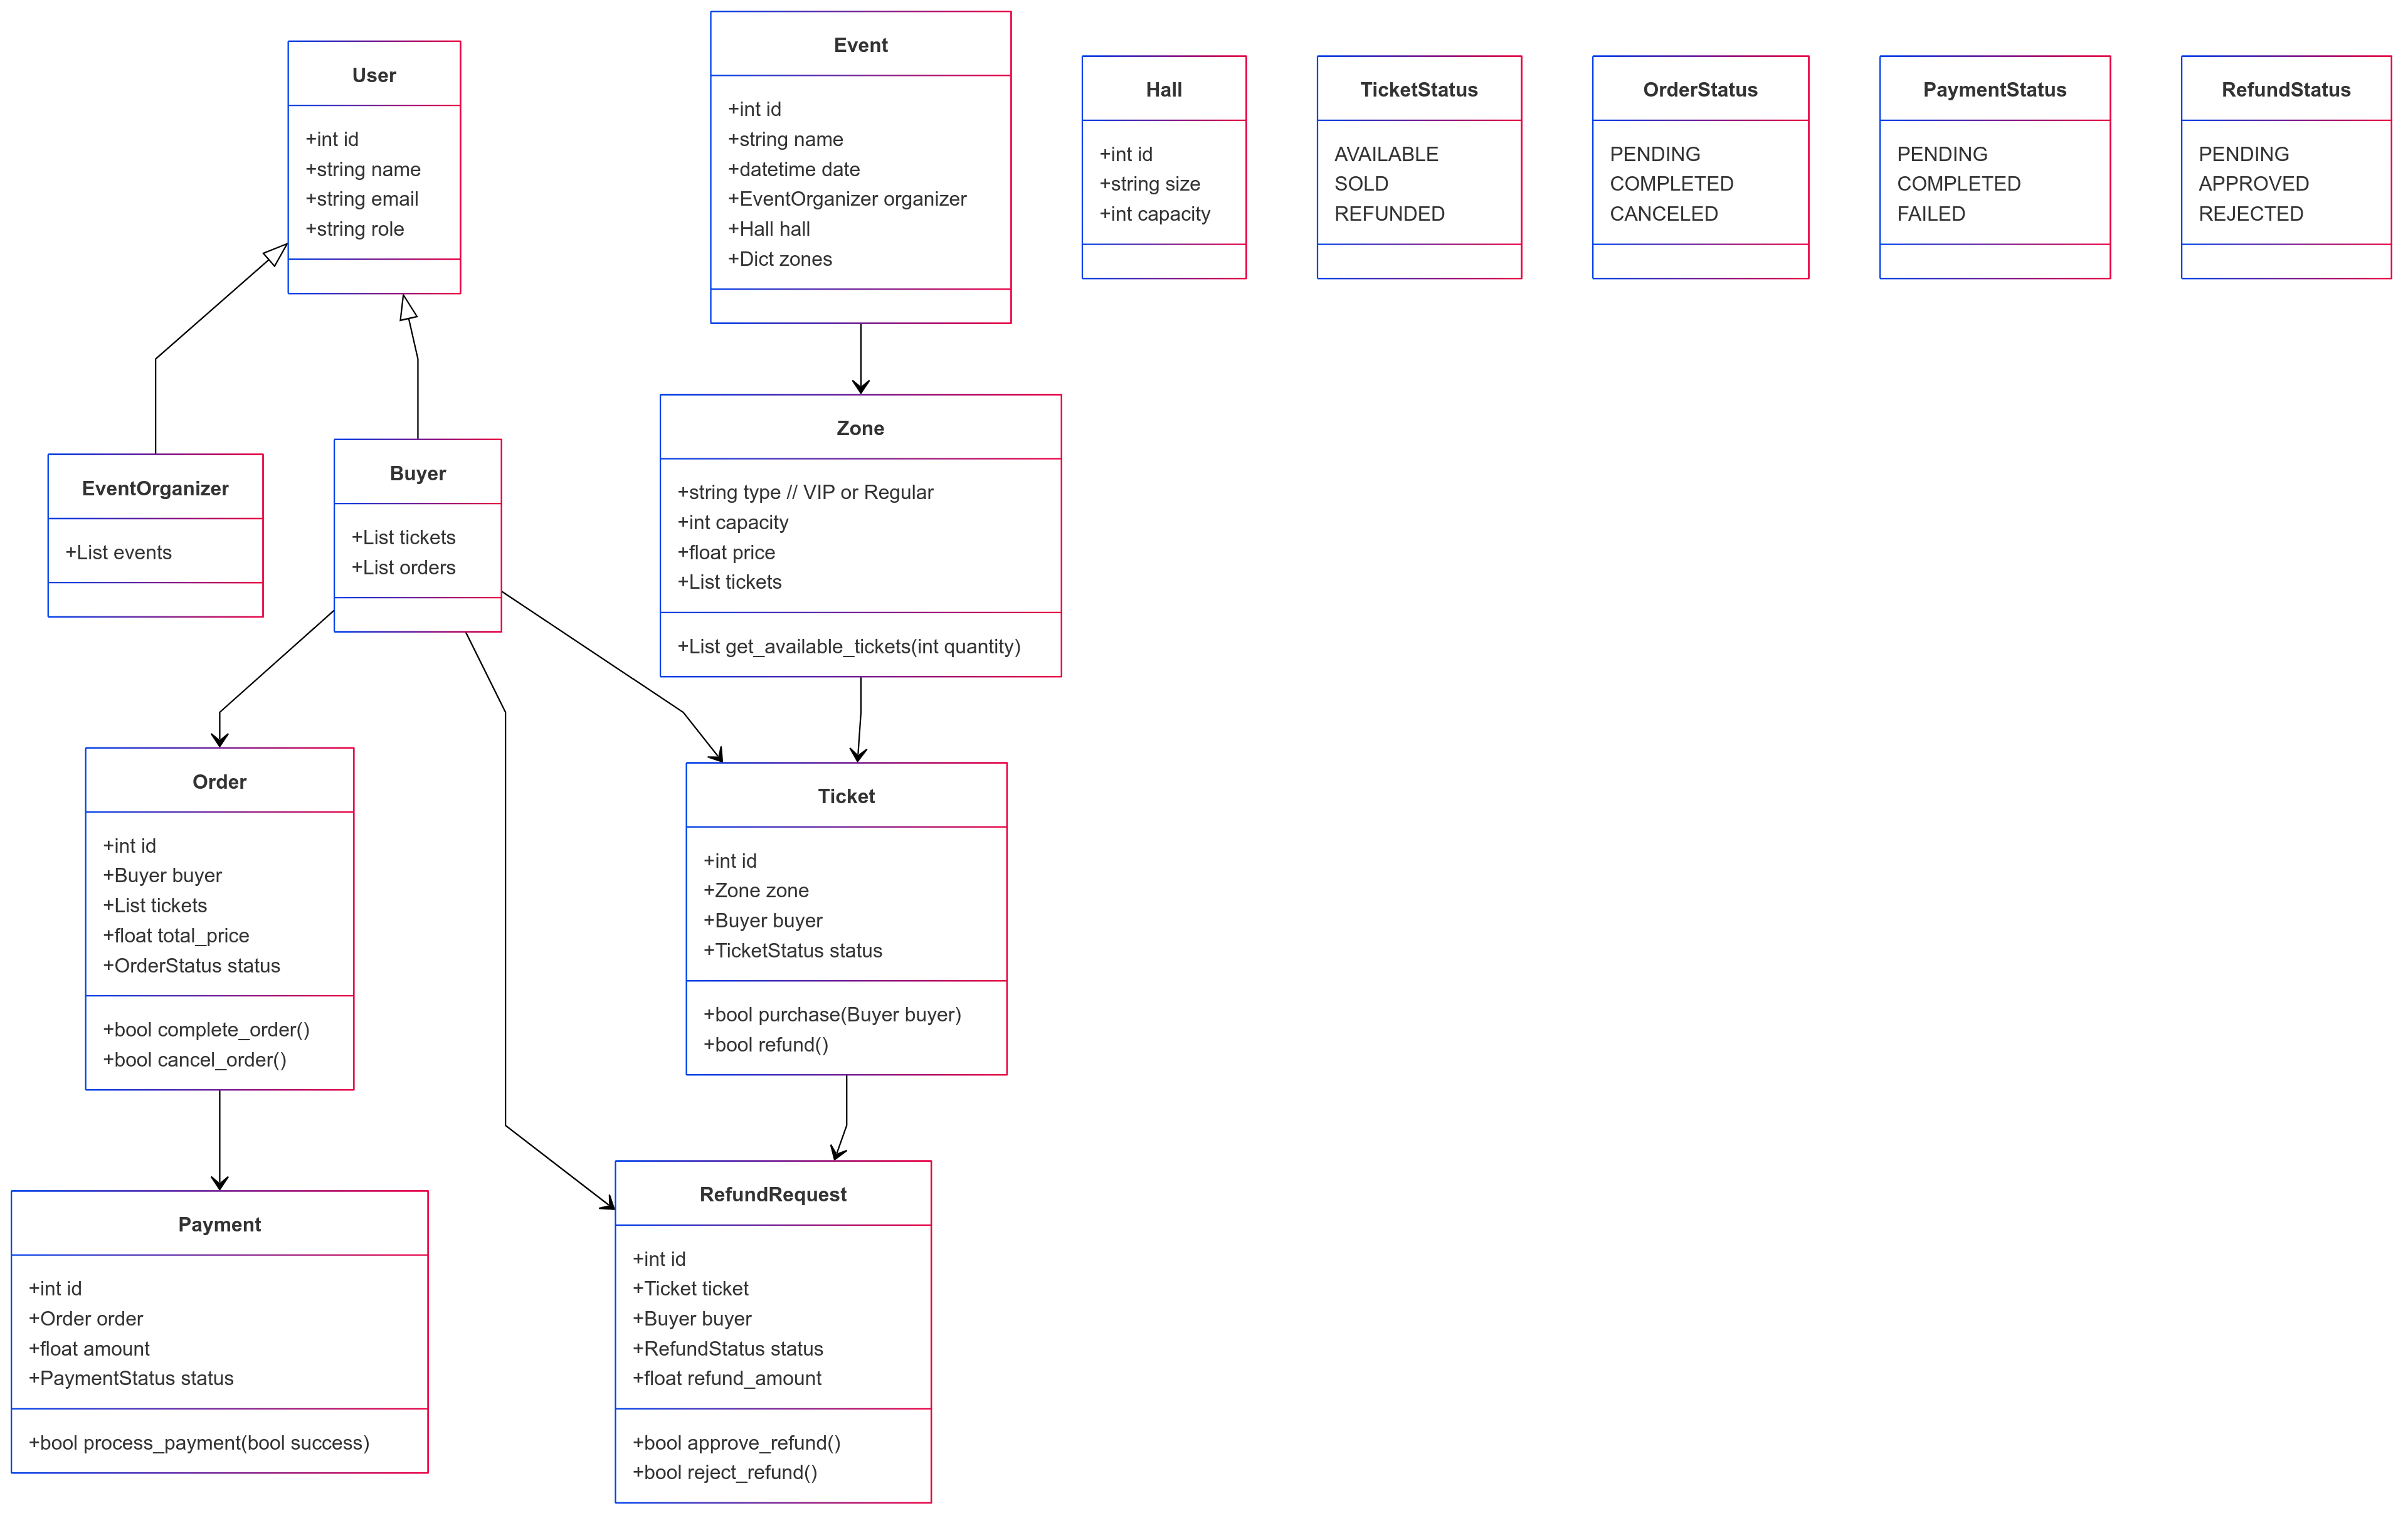 User
+int id
+string name
+string email
+string role
Event
+int id
+string name
+datetime date
+EventOrganizer organizer
+Hall hall
+Dict zones
Hall
+int id
+string size
+int capacity
TicketStatus
AVAILABLE
SOLD
REFUNDED
OrderStatus
PENDING
COMPLETED
CANCELED
PaymentStatus
PENDING
COMPLETED
FAILED
RefundStatus
PENDING
APPROVED
REJECTED
EventOrganizer
+List events
Buyer
+List tickets
+List orders
Zone
+string type // VIP or Regular
+int capacity
+float price
+List tickets
+List get_available_tickets(int quantity)
Order
+int id
+Buyer buyer
+List tickets
+float total_price
+OrderStatus status
+bool complete_order()
+bool cancel_order()
Ticket
+int id
+Zone zone
+Buyer buyer
+TicketStatus status
+bool purchase(Buyer buyer)
+bool refund()
Payment
+int id
+Order order
+float amount
+PaymentStatus status
+bool process_payment(bool success)
RefundRequest
+int id
+Ticket ticket
+Buyer buyer
+RefundStatus status
+float refund_amount
+bool approve_refund()
+bool reject_refund()